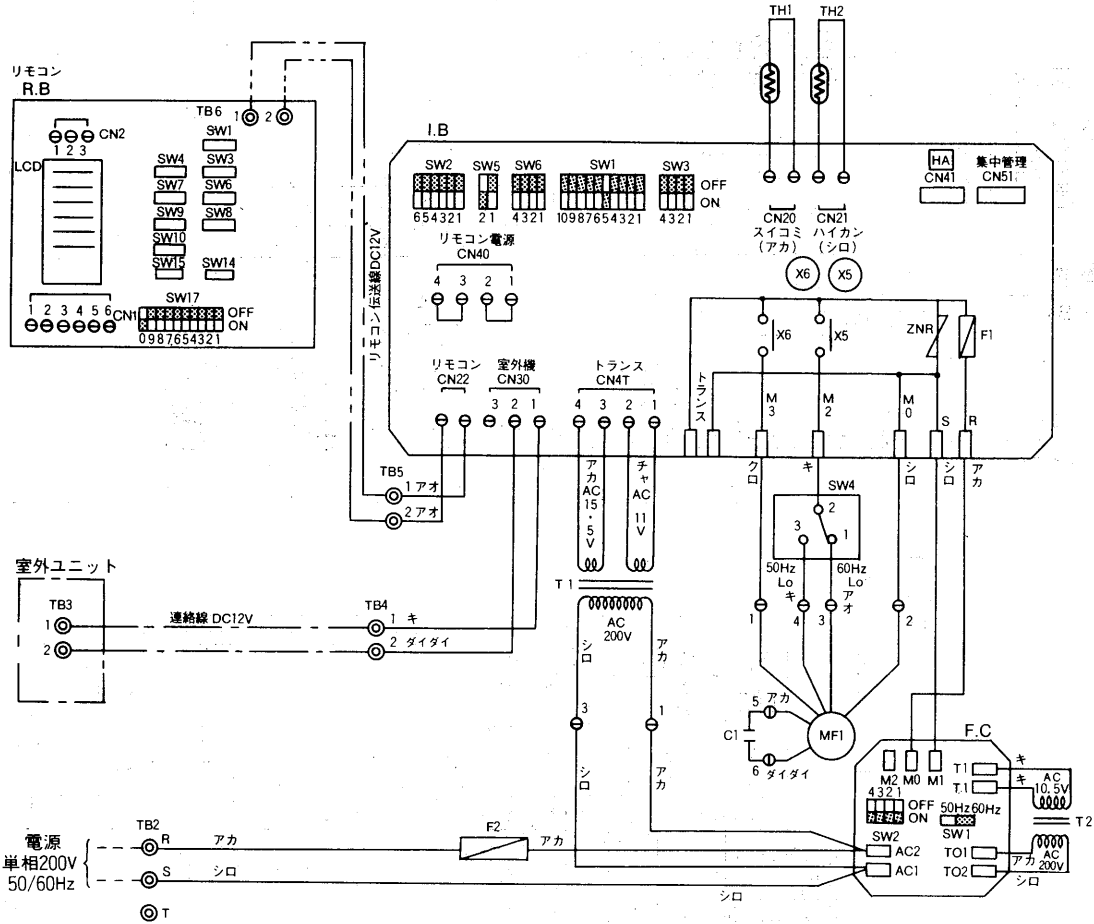 TH1 TH2
リモコン
R.B
TB6 1 2
CN2
1 2 3
LCD
SW1
SW4 SW3
SW7 SW6
SW9 SW8
SW10
SW15 SW14
1 2 3 4 5 6 CN1
SW17
OFF
ON
0987654321
リモコン伝送線DC12V
I.B
SW2 SW5 SW6 SW1 SW3
OFF
ON
654321 21 4321 10987654321 4321
HA
CN41
集中管理
CN51
CN20 CN21
スイコミ ハイカン
(アカ) (シロ)
X6 X5
リモコン電源
CN40
4 3 2 1
X6 X5 ZNR F1
リモコン 室外機 トランス
CN22 CN30 CN4T
3 2 1 4 3 2 1
トランス
M3 M2 M0 S R
クロ キ シロ シロ アカ
TB5
1 アオ
2 アオ
アカ AC15・5V
チャ AC 11V
SW4
2
3 1
50Hz 60Hz
Lo Lo
キ アオ
1 4 3 2
T1
AC
200V
シロ アカ
3 1
シロ アカ
室外ユニット
TB3
1
2
連絡線 DC12V
TB4
1 キ
2 ダイダイ
5 アカ
C1
MF1
6 ダイダイ
F.C
M2 M0 M1
T1 キ
T1 キ
AC
10.5V
T2
4321
OFF
ON
SW2
50Hz 60Hz
SW1
AC2
AC1
TO1 アカ
TO2 シロ
AC
200V
電源
単相200V
50/60Hz
TB2
R アカ F2 アカ
S シロ シロ
T